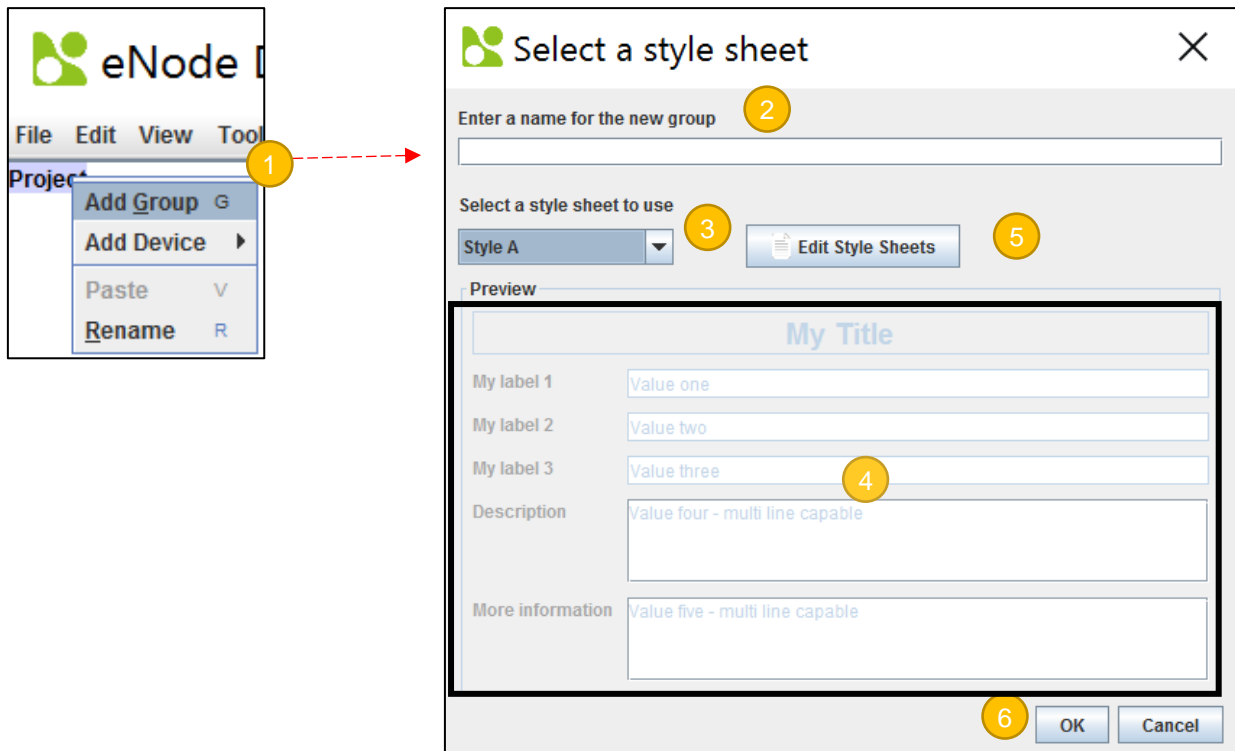 eNode D
File Edit View Tool
1
Project
Add Group G
Add Device
Paste V
Rename R
Select a style sheet
Enter a name for the new group
2
Select a style sheet to use
3
Style A
Edit Style Sheets
5
Preview
My Title
My label 1 Value one
My label 2 Value two
My label 3 Value three
4
Description Value four - multi line capable
More information Value five - multi line capable
6
OK Cancel